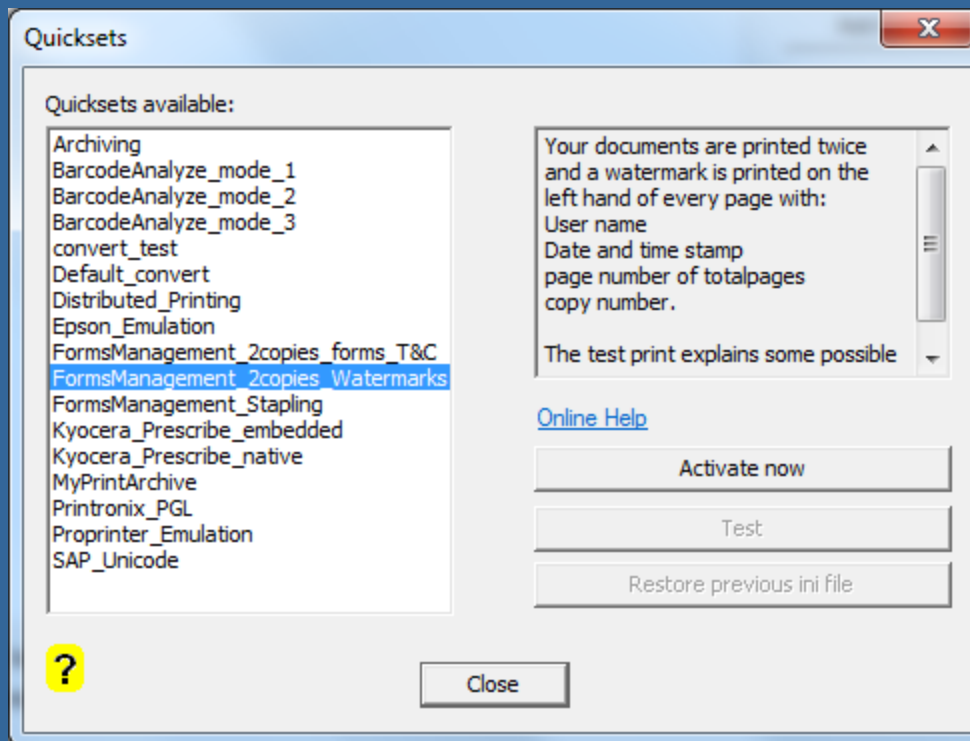 Quicksets
Quicksets available:
Archiving
BarcodeAnalyze_mode_1
BarcodeAnalyze_mode_2
BarcodeAnalyze_mode_3
convert_test
Default_convert
Distributed_Printing
Epson_Emulation
FormsManagement_2copies_forms_T&C
FormsManagement_2copies_Watermarks
FormsManagement_Stapling
Kyocera_Prescribe_embedded
Kyocera_Prescribe_native
MyPrintArchive
Printronix_PGL
Proprinter_Emulation
SAP_Unicode
Your documents are printed twice
and a watermark is printed on the
left hand of every page with:
User name
Date and time stamp
page number of totalpages
copy number.
The test print explains some possible
Online Help
Activate now
Test
Restore previous ini file
?
Close